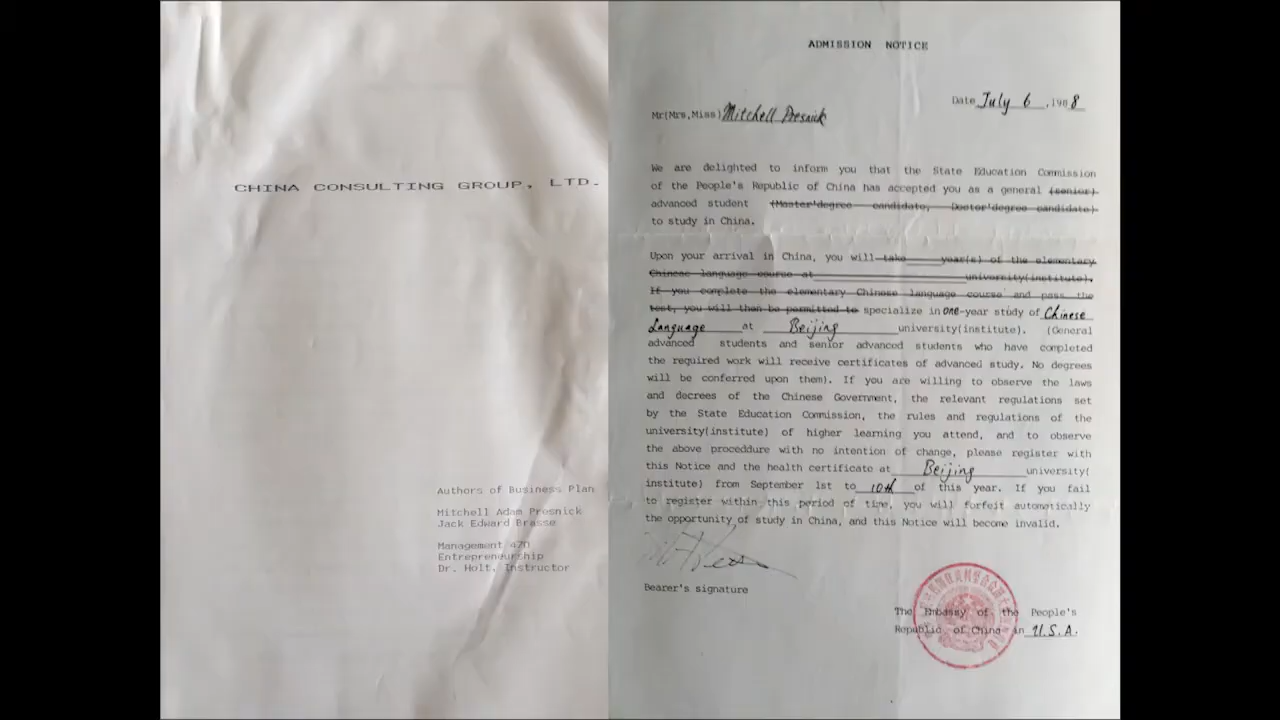 CHINA CONSULTING GROUP, LTD.
Authors of Business Plan
Mitchell Adam Presnick
Jack Edward Brasse
Management 470
Entrepreneurship
Dr. Holt, Instructor
ADMISSION NOTICE
Date July 6 ,1988
Mr(Mrs,Miss) Mitchell Presnick
We are delighted to inform you that the State Education Commission
of the People's Republic of China has accepted you as a general (senior)
advanced student (Master'degree candidate, Doctor'degree candidate)
to study in China.
Upon your arrival in China, you will take ____year(s) of the elementary
Chinese language course at____________________university(institute).
If you complete the elementary Chinese language course and pass the
test, you will then be permitted to specialize in one-year study of Chinese
Language at Beijing university(institute). (General
advanced students and senior advanced students who have completed
the required work will receive certificates of advanced study. No degrees
will be conferred upon them). If you are willing to observe the laws
and decrees of the Chinese Government, the relevant regulations set
by the State Education Commission, the rules and regulations of the
university(institute) of higher learning you attend, and to observe
the above proceddure with no intention of change, please register with
this Notice and the health certificate at Beijing university(
institute) from September 1st to 10th of this year. If you fail
to register within this period of time, you will forfeit automatically
the opportunity of study in China, and this Notice will become invalid.
Bearer's signature
The Embassy of the People's
Republic of China in U.S.A.